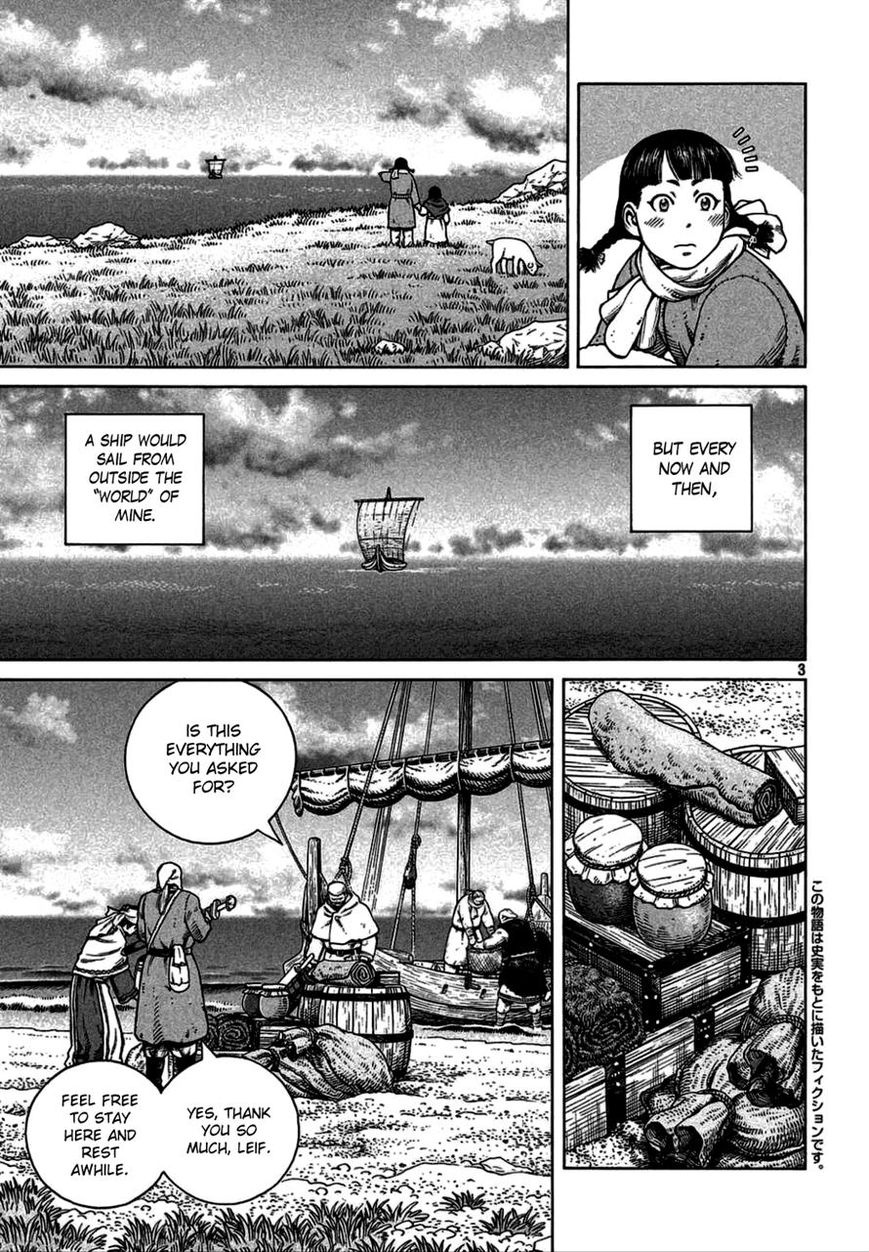 BUT EVERY
NOW AND
THEN,
A SHIP WOULD
SAIL FROM
OUTSIDE THE
"WORLD" OF
MINE.
3
この物語は史実をもとに描いたフィクションです。
IS THIS
EVERYTHING
YOU ASKED
FOR?
YES, THANK
YOU SO
MUCH, LEIF.
FEEL FREE
TO STAY
HERE AND
REST
AWHILE.